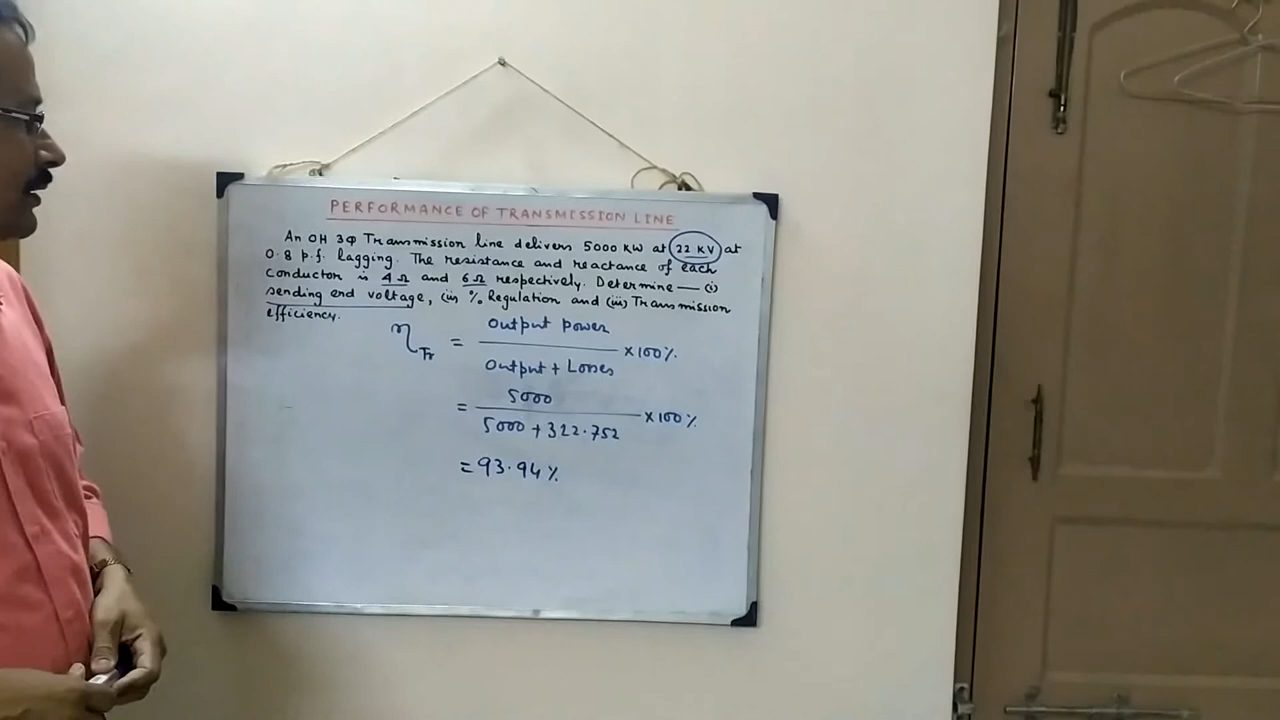 PERFORMANCE OF TRANSMISSION LINE
An OH 3Φ Transmission line delivers 5000 KW at 22 KV at
0.8 p.f. lagging. The resistance and reactance of each
conductor is 4 Ω and 6 Ω respectively. Determine — (i)
sending end voltage, (ii) % Regulation and (iii) Transmission
efficiency.
η Tr = Output power / Output + Losses × 100%
= 5000 / 5000 + 322.752 × 100%
= 93.94%